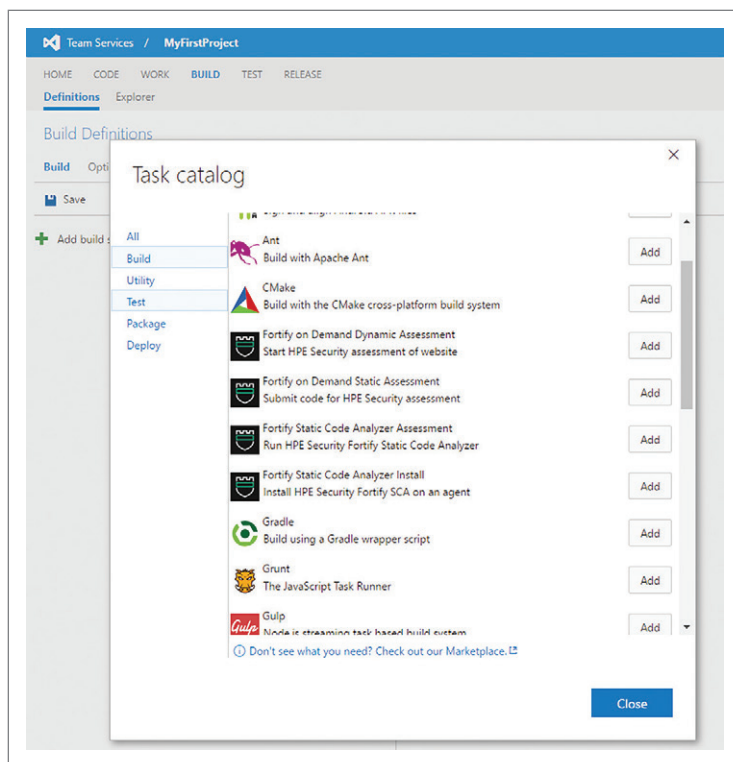 Team Services / MyFirstProject
HOME CODE WORK BUILD TEST RELEASE
Definitions Explorer
Build Definitions
Build Opti
Save
Add build s
Task catalog
All
Build
Utility
Test
Package
Deploy
Ant
Build with Apache Ant
Add
CMake
Build with the CMake cross-platform build system
Add
Fortify on Demand Dynamic Assessment
Start HPE Security assessment of website
Add
Fortify on Demand Static Assessment
Submit code for HPE Security assessment
Add
Fortify Static Code Analyzer Assessment
Run HPE Security Fortify Static Code Analyzer
Add
Fortify Static Code Analyzer Install
Install HPE Security Fortify SCA on an agent
Add
Gradle
Build using a Gradle wrapper script
Add
Grunt
The JavaScript Task Runner
Add
Gulp
Gulp
Node.js streaming task based build system
Add
Don't see what you need? Check out our Marketplace.
Close